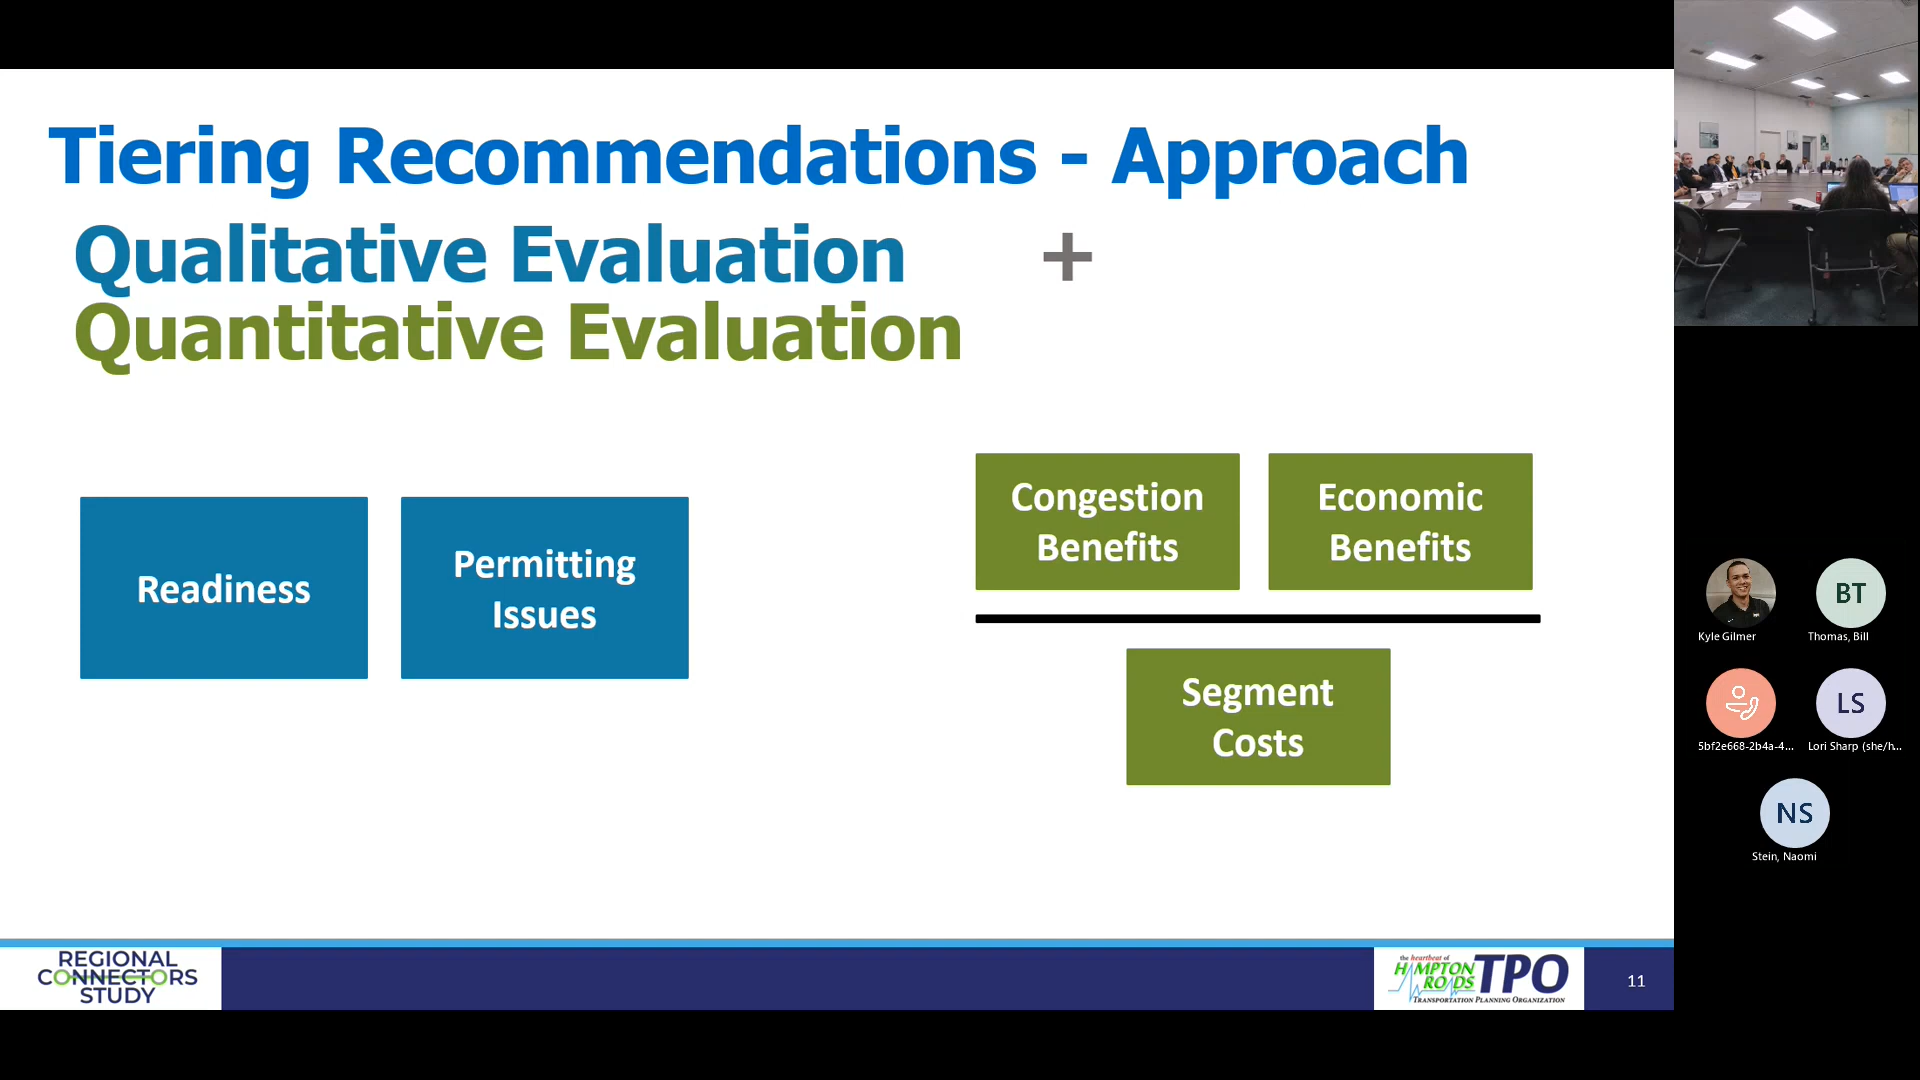 Tiering Recommendations - Approach
Qualitative Evaluation +
Quantitative Evaluation
Readiness
Permitting
Issues
Congestion
Benefits
Economic
Benefits
Segment
Costs
REGIONAL
CONNECTORS
STUDY
the heartbeat of
HAMPTON
ROADS
TPO
TRANSPORTATION PLANNING ORGANIZATION
11
Kyle Gilmer
BT
Thomas, Bill
5bf2e668-2b4a-4...
LS
Lori Sharp (she/h...
NS
Stein, Naomi